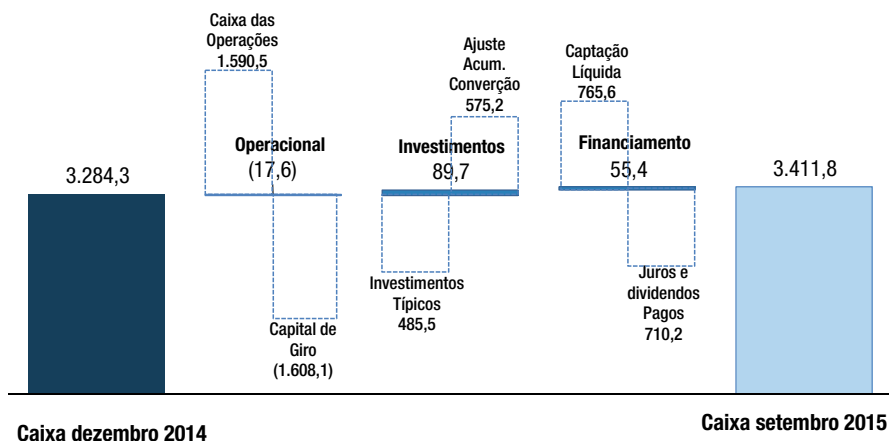 Caixa das
Operações
1.590,5
Operacional
(17,6)
Capital de
Giro
(1.608,1)
Ajuste
Acum.
Converção
575,2
Investimentos
89,7
Investimentos
Típicos
485,5
Captação
Líquida
765,6
Financiamento
55,4
Juros e
dividendos
Pagos
710,2
3.284,3
3.411,8
Caixa dezembro 2014
Caixa setembro 2015